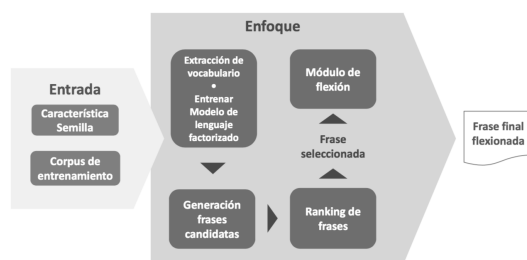 Enfoque
Entrada
Característica
Semilla
Corpus de
entrenamiento
Extracción de
vocabulario
•
Entrenar
Modelo de
lenguaje
factorizado
Generación
frases
candidatas
Ranking de
frases
Frase
seleccionada
Módulo de
flexión
Frase final
flexionada